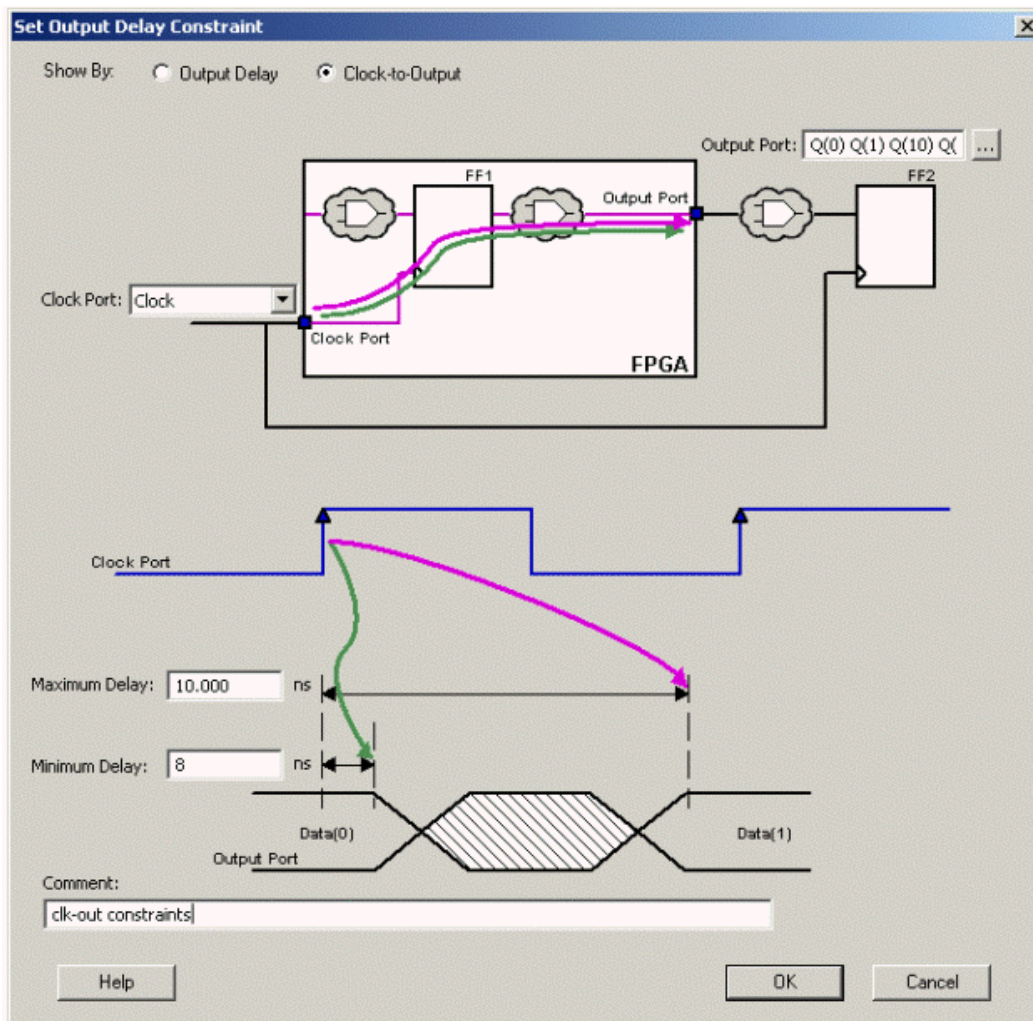 Set Output Delay Constraint
Show By: Output Delay Clock-to-Output
Output Port: Q(0) Q(1) Q(10) Q( ...
FF1
FF2
Output Port
Clock Port: Clock
Clock Port
FPGA
Clock Port
Maximum Delay: 10.000 ns
Minimum Delay: 8 ns
Data(0) Data(1)
Output Port
Comment:
clk-out constraints
Help OK Cancel